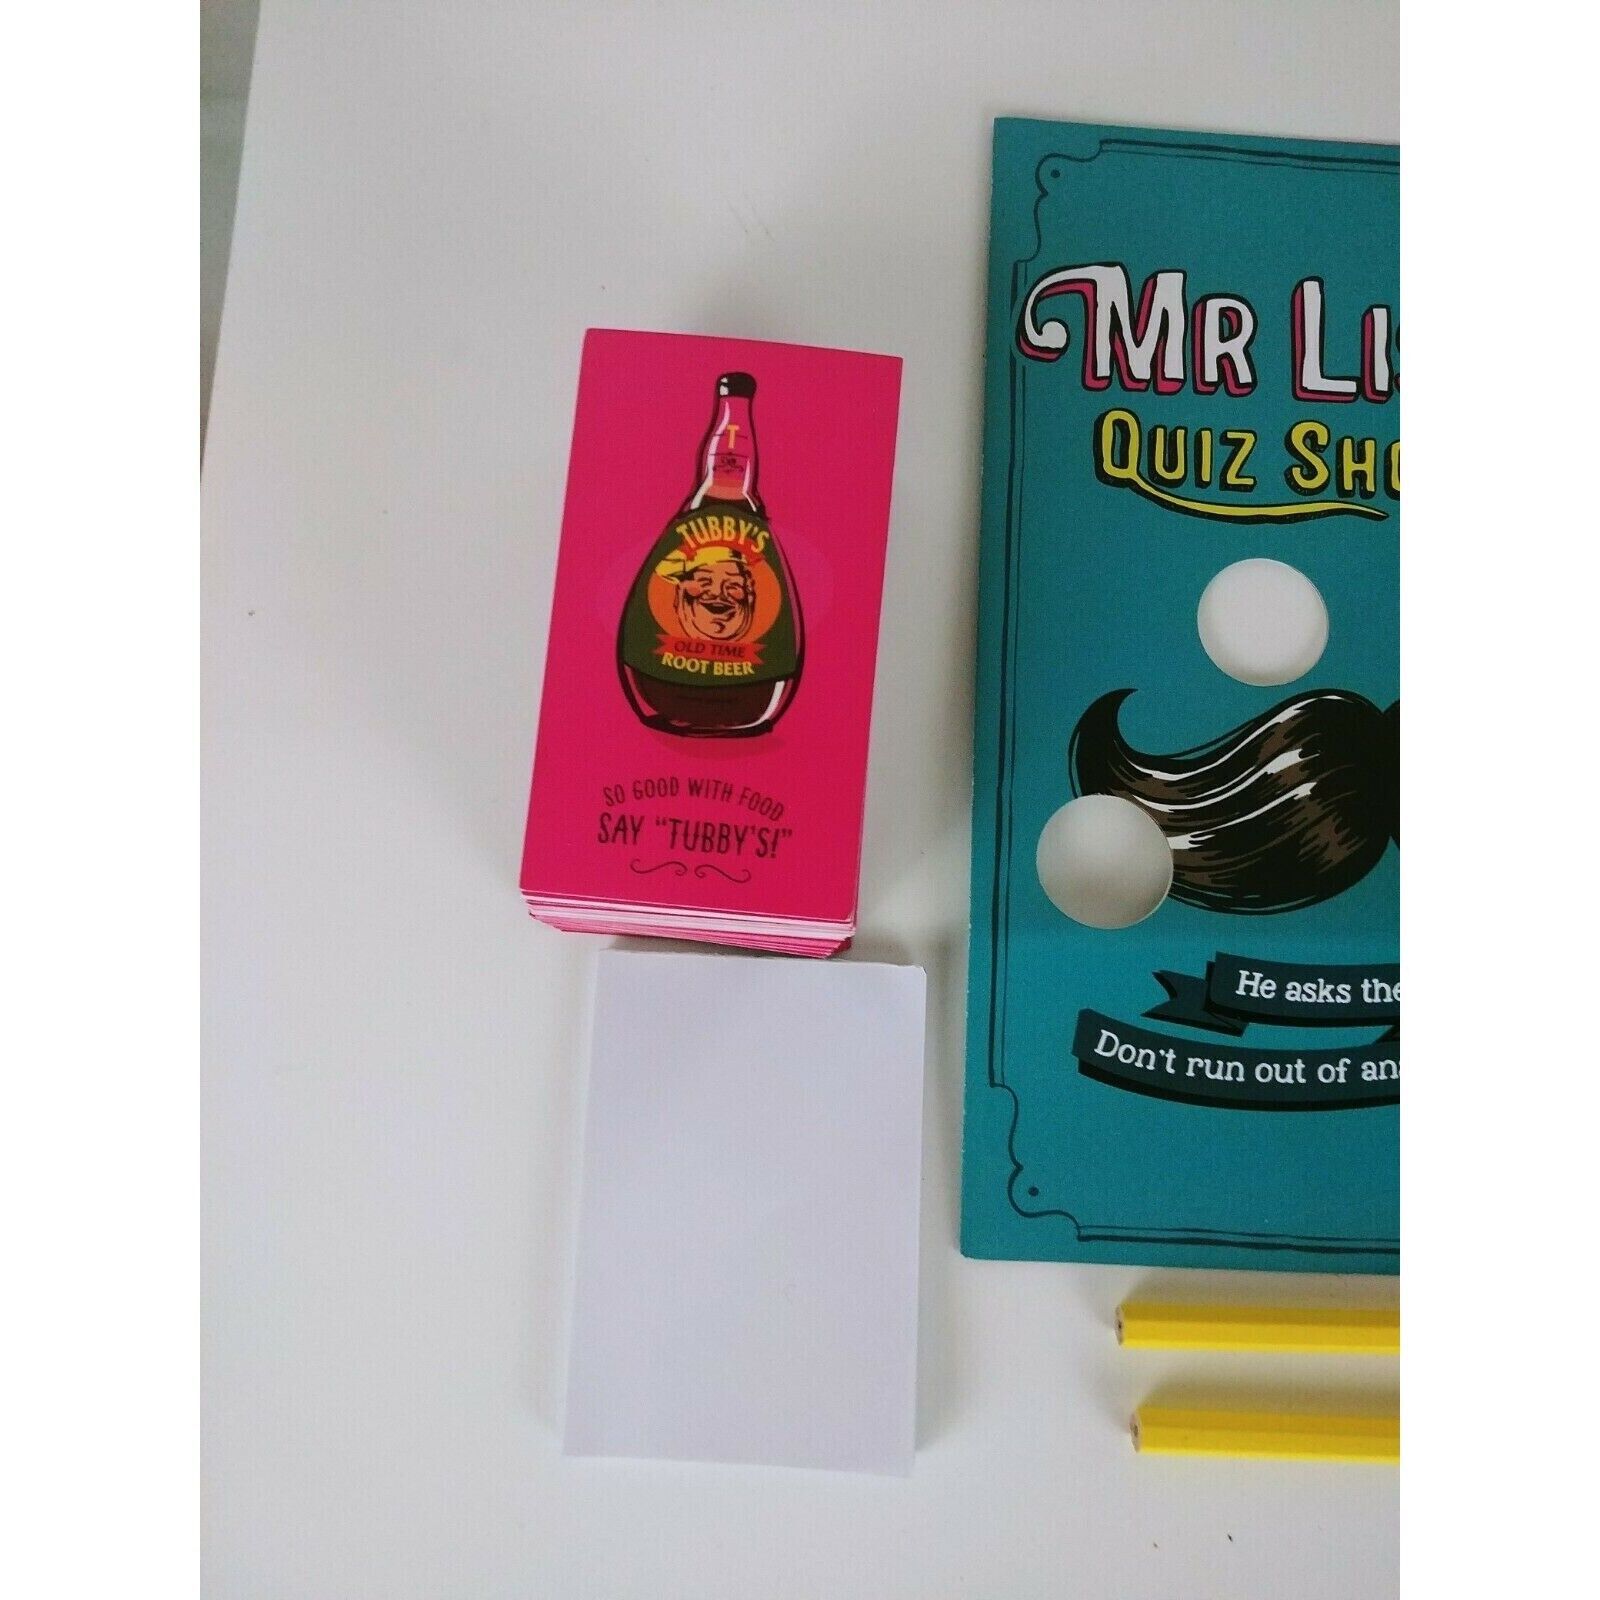 T
TUBBY'S
OLD TIME
ROOT BEER
SO GOOD WITH FOOD
SAY "TUBBY'S!"
MR LIS
QUIZ SHO
He asks the
Don't run out of ans